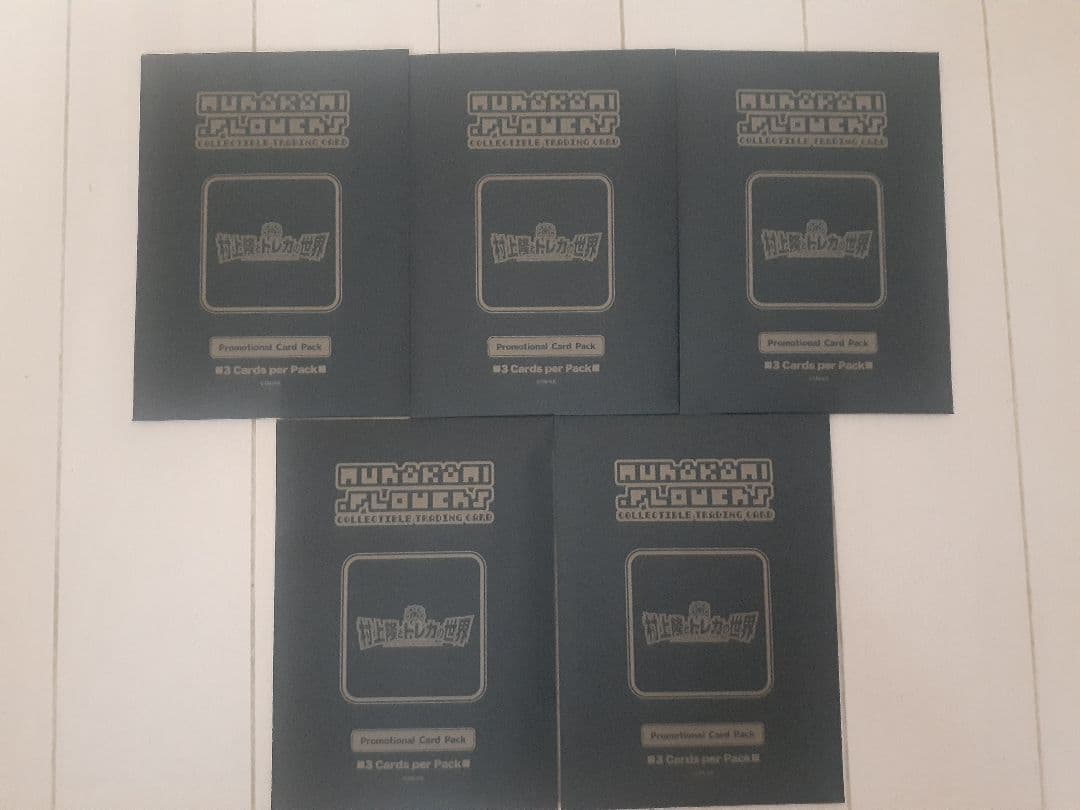 MURAKAMI
.FLOWERS
COLLECTIBLE TRADING CARD
村上隆とトレカの世界
Promotional Card Pack
■3 Cards per Pack■
MURAKAMI
.FLOWERS
COLLECTIBLE TRADING CARD
村上隆とトレカの世界
Promotional Card Pack
■3 Cards per Pack■
MURAKAMI
.FLOWERS
COLLECTIBLE TRADING CARD
村上隆とトレカの世界
Promotional Card Pack
■3 Cards per Pack■
MURAKAMI
.FLOWERS
COLLECTIBLE TRADING CARD
村上隆とトレカの世界
Promotional Card Pack
■3 Cards per Pack■
MURAKAMI
.FLOWERS
COLLECTIBLE TRADING CARD
村上隆とトレカの世界
Promotional Card Pack
■3 Cards per Pack■